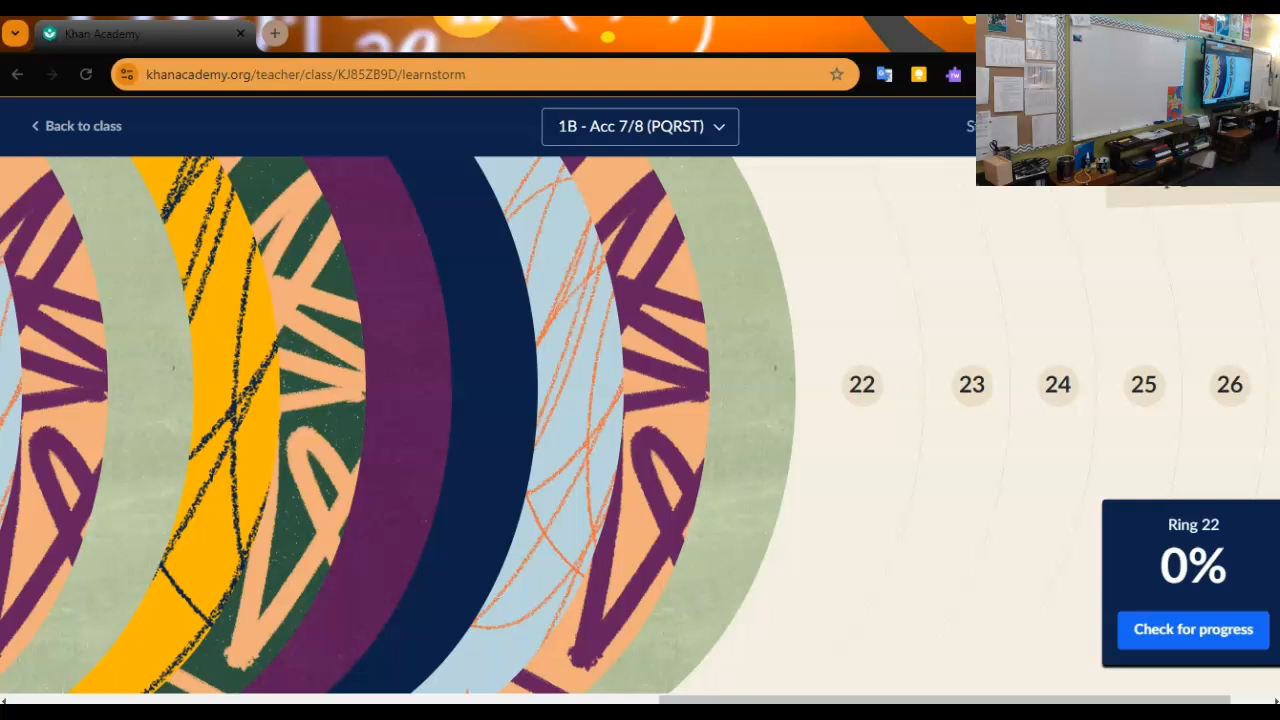 Khan Academy
khanacademy.org/teacher/class/KJ85ZB9D/learnstorm
Back to class
1B - Acc 7/8 (PQRST)
22
23
24
25
26
Ring 22
0%
Check for progress